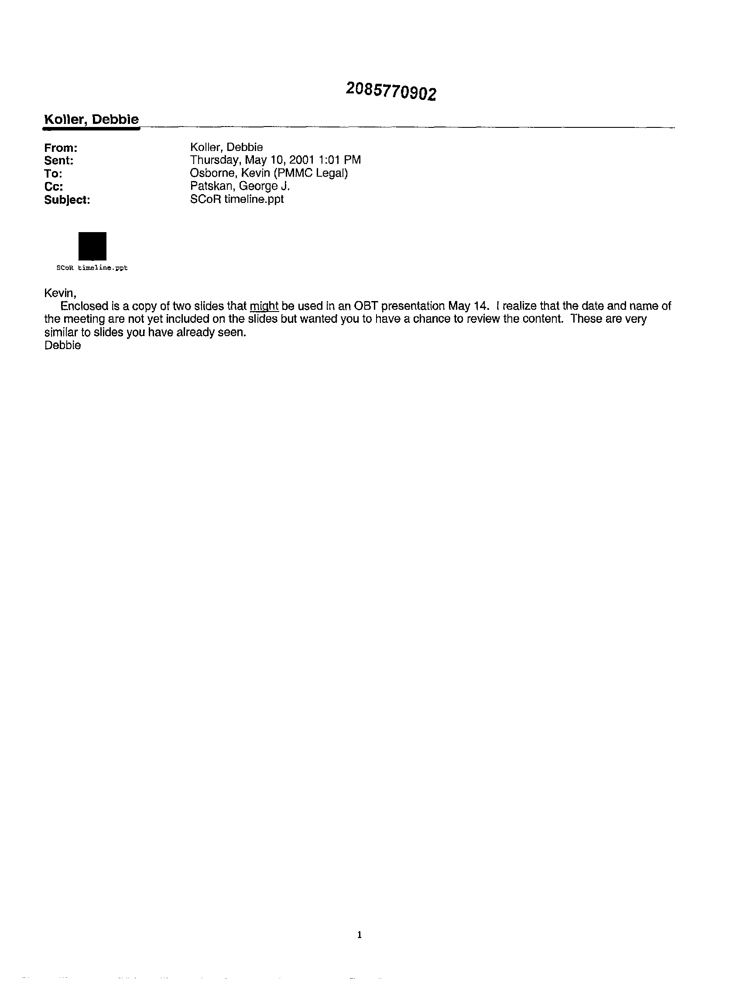 2085770902
Koller, Debbie
From: Koller, Debbie
Sent: Thursday, May 10, 2001 1:01 PM
To: Osborne, Kevin (PMMC Legal)
Cc: Patskan, George J.
Subject: SCoR timeline.ppt
SCoR timeline.ppt
Kevin,
Enclosed is a copy of two slides that might be used in an OBT presentation May 14. I realize that the date and name of
the meeting are not yet included on the slides but wanted you to have a chance to review the content. These are very
similar to slides you have already seen.
Debbie
1